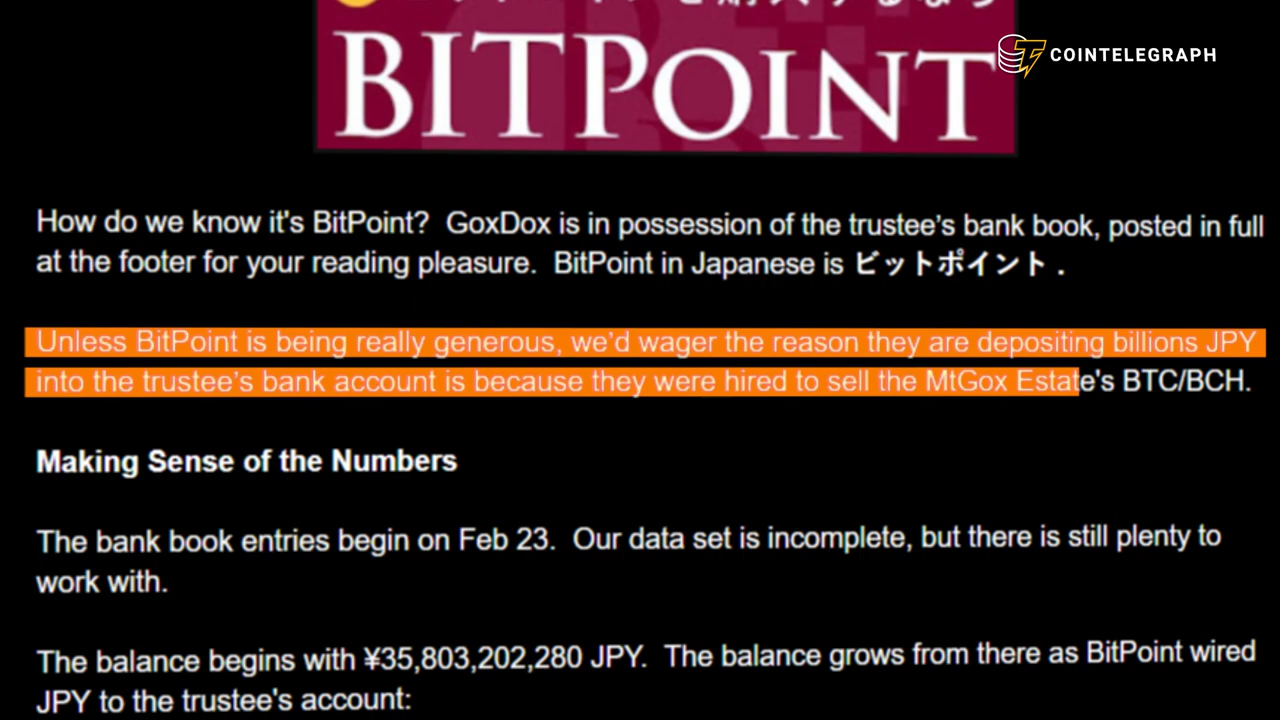 BITPOINT
COINTELEGRAPH
How do we know it's BitPoint? GoxDox is in possession of the trustee's bank book, posted in full
at the footer for your reading pleasure. BitPoint in Japanese is ビットポイント .
Unless BitPoint is being really generous, we'd wager the reason they are depositing billions JPY
into the trustee's bank account is because they were hired to sell the MtGox Estate's BTC/BCH.
Making Sense of the Numbers
The bank book entries begin on Feb 23. Our data set is incomplete, but there is still plenty to
work with.
The balance begins with ¥35,803,202,280 JPY. The balance grows from there as BitPoint wired
JPY to the trustee's account: